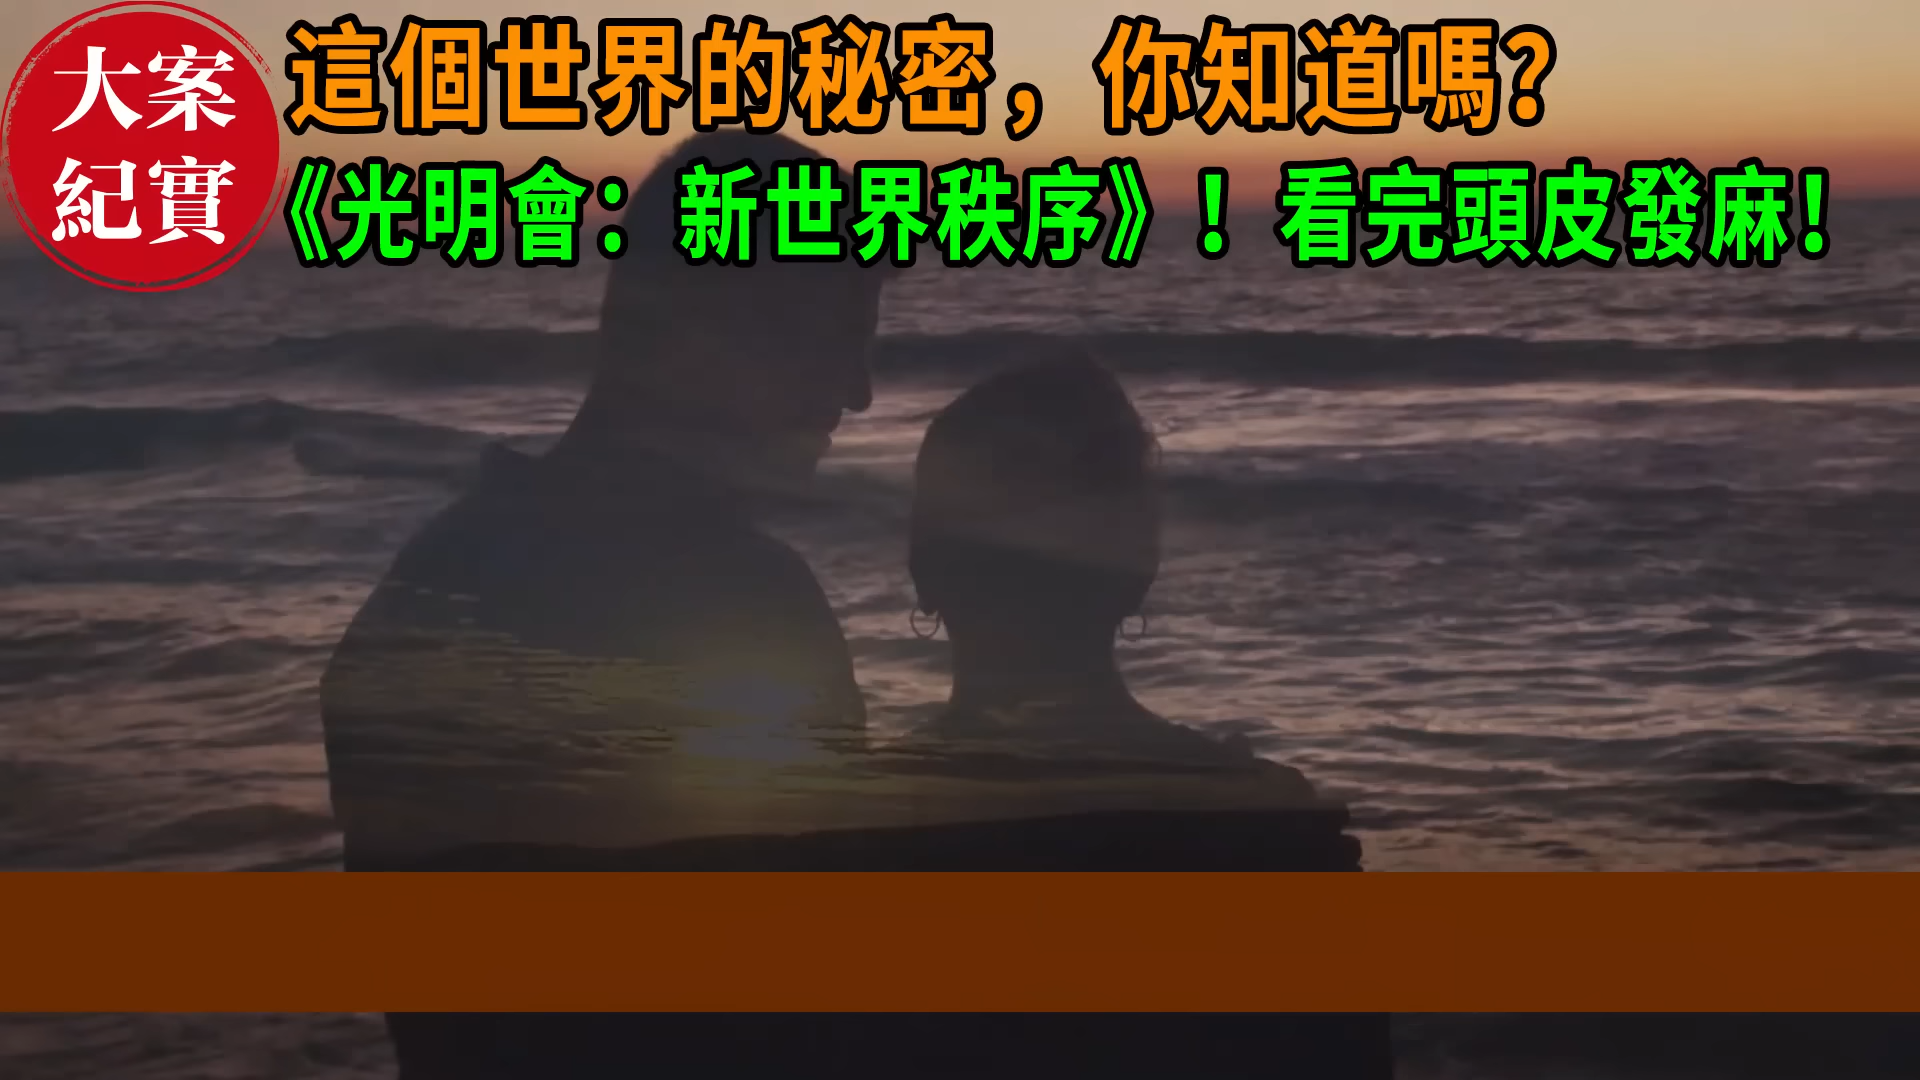 大案
紀實
這個世界的秘密，你知道嗎？
《光明會：新世界秩序》！看完頭皮發麻！